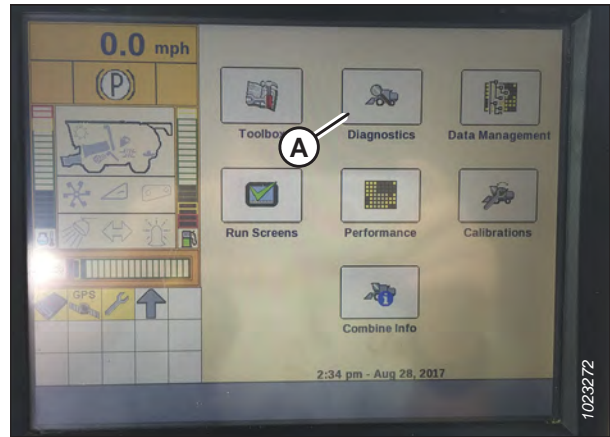 0.0 mph
(P)
Toolbox
Diagnostics
Data Management
A
Run Screens
Performance
Calibrations
GPS
Combine Info
2:34 pm - Aug 28, 2017
1023272